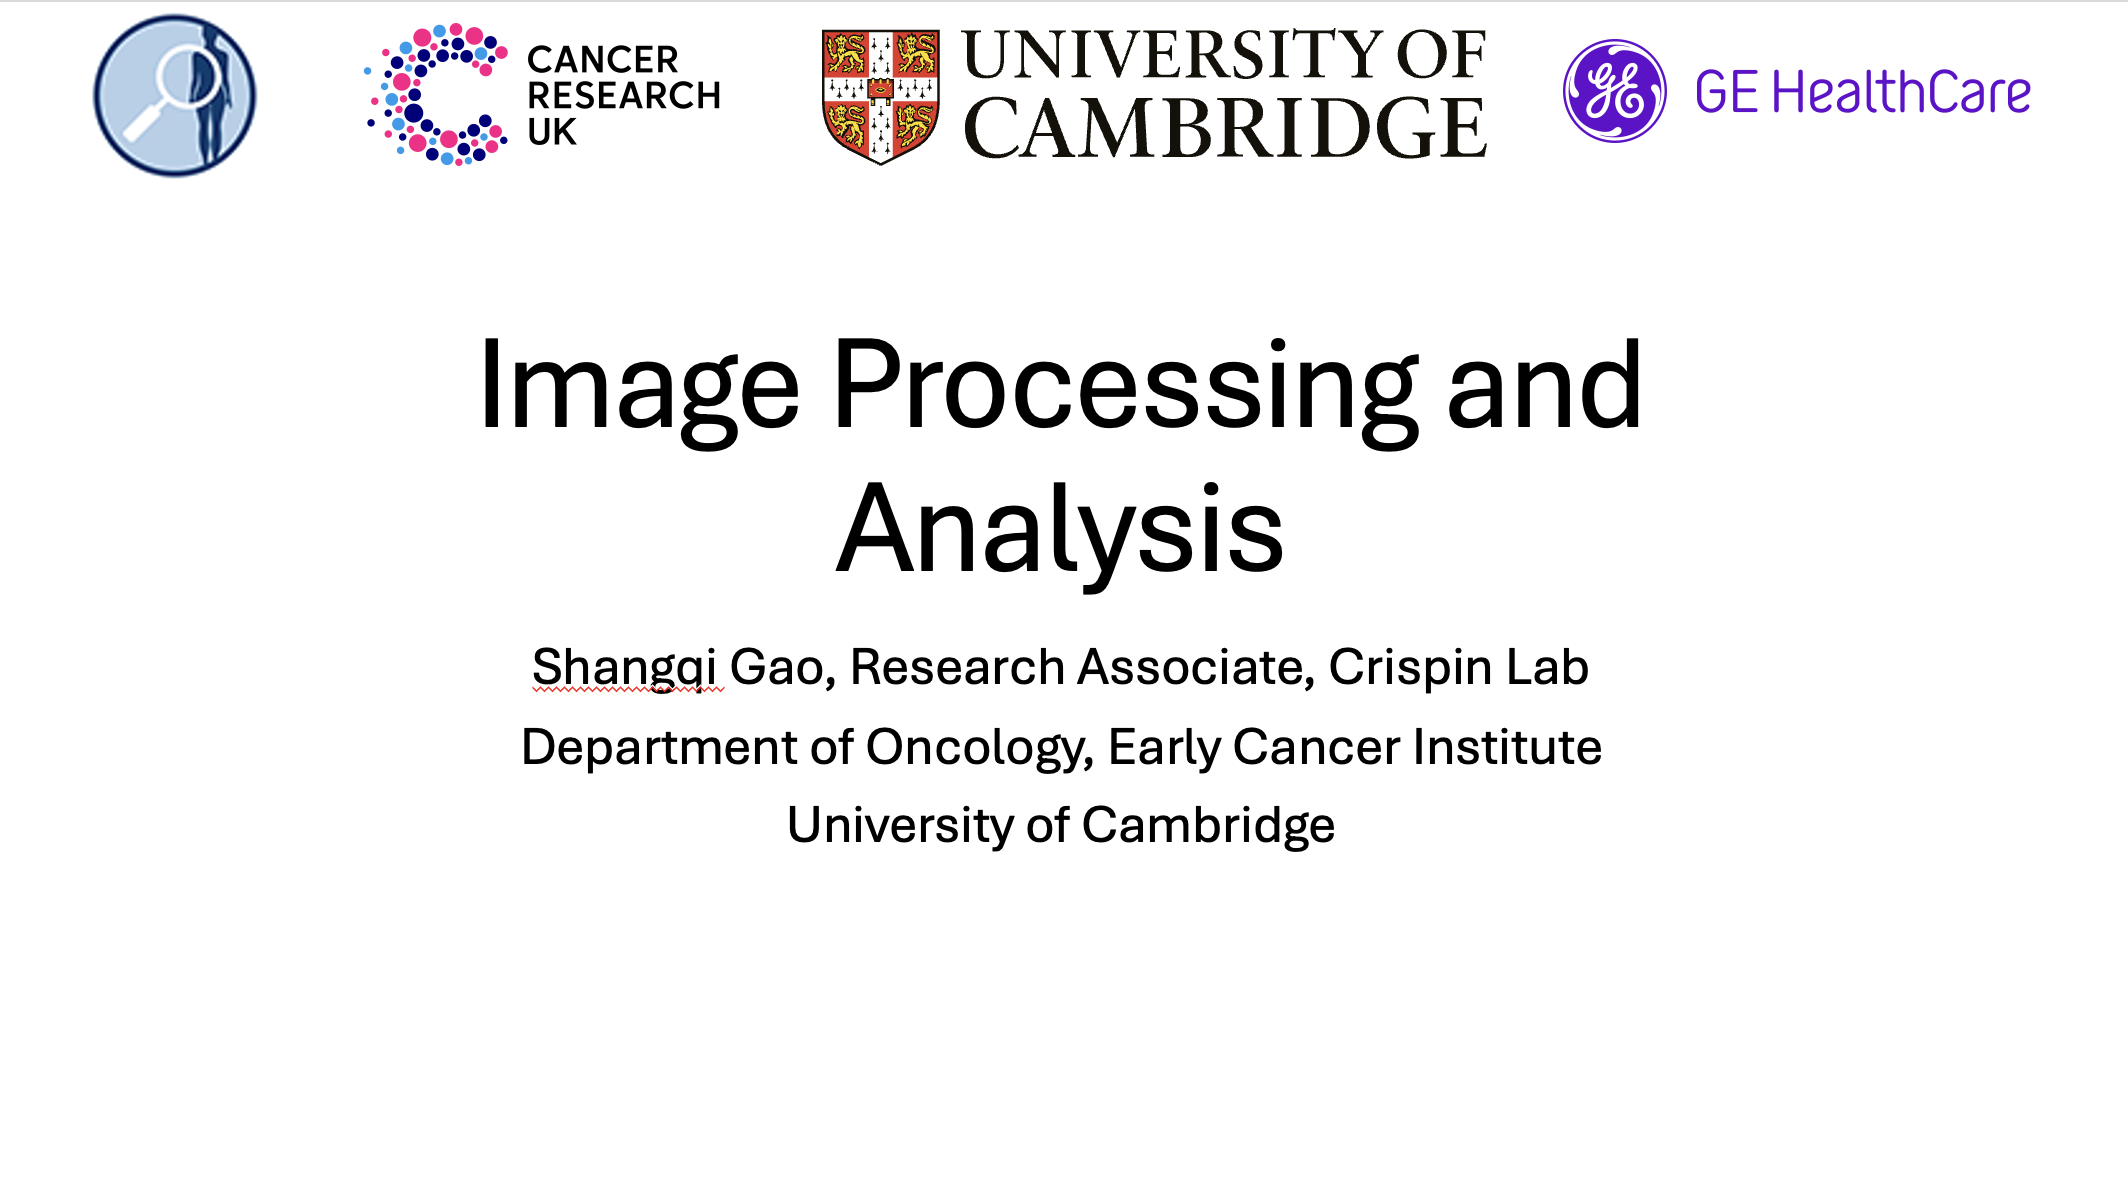 CANCER
RESEARCH
UK
UNIVERSITY OF
CAMBRIDGE
GE
GE HealthCare
Image Processing and
Analysis
Shangqi Gao, Research Associate, Crispin Lab
Department of Oncology, Early Cancer Institute
University of Cambridge